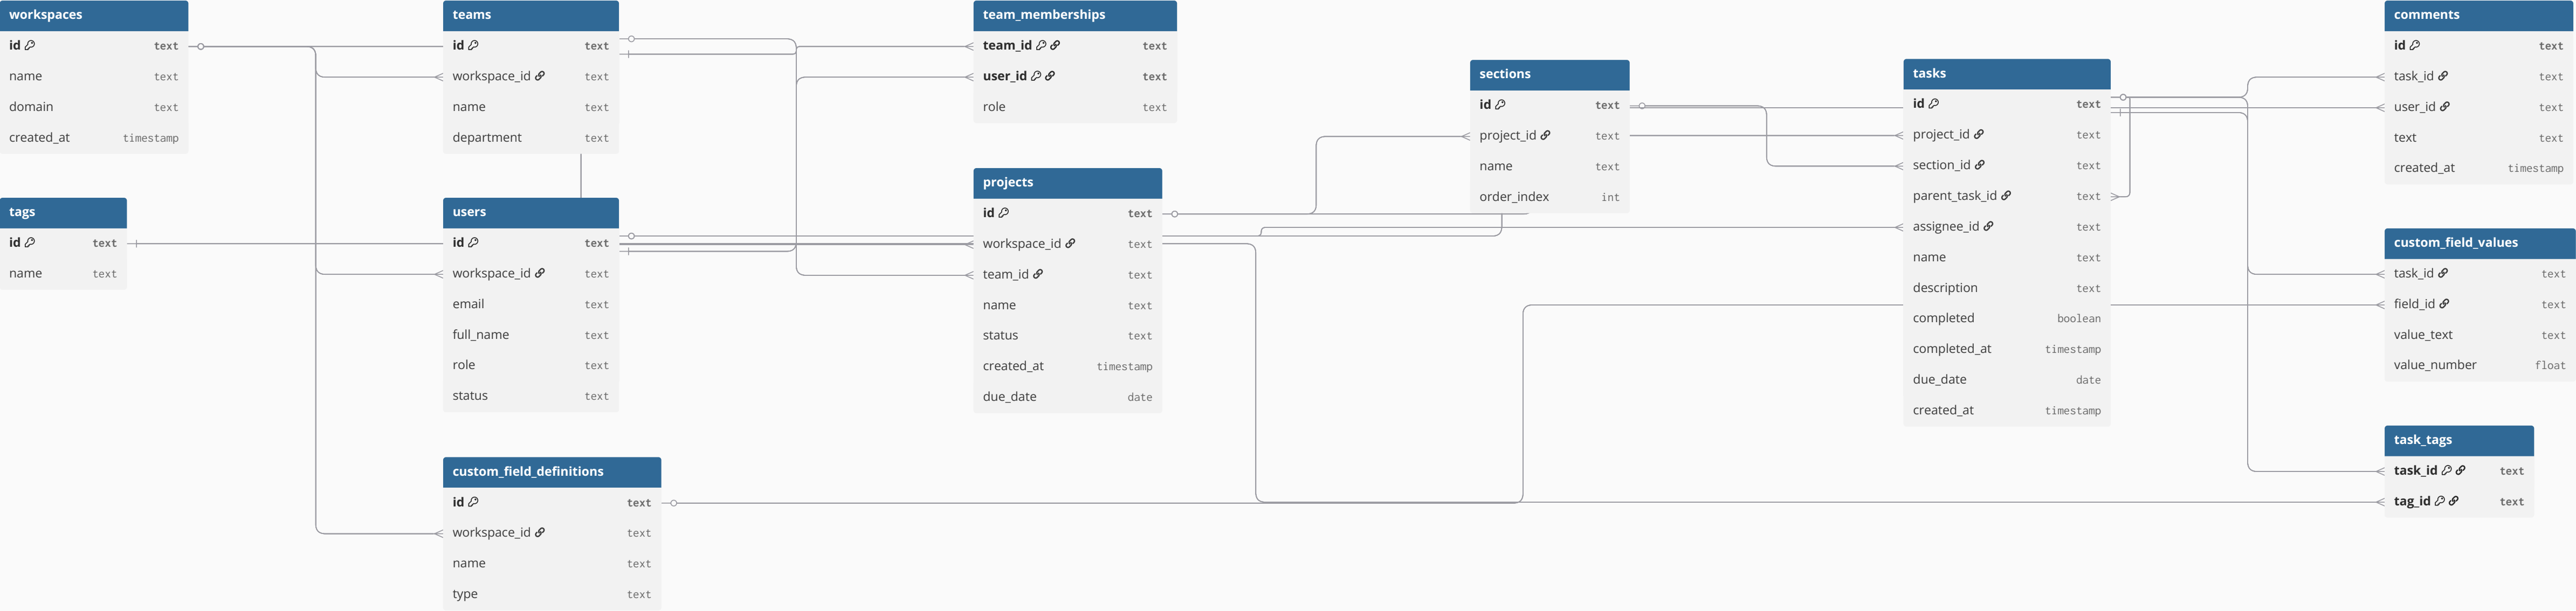 workspaces
id text
name text
domain text
created_at timestamp
teams
id text
workspace_id text
name text
department text
team_memberships
team_id text
user_id text
role text
comments
id text
task_id text
user_id text
text text
created_at timestamp
sections
id text
project_id text
name text
order_index int
tasks
id text
project_id text
section_id text
parent_task_id text
assignee_id text
name text
description text
completed boolean
completed_at timestamp
due_date date
created_at timestamp
projects
id text
workspace_id text
team_id text
name text
status text
created_at timestamp
due_date date
tags
id text
name text
users
id text
workspace_id text
email text
full_name text
role text
status text
custom_field_values
task_id text
field_id text
value_text text
value_number float
task_tags
task_id text
tag_id text
custom_field_definitions
id text
workspace_id text
name text
type text